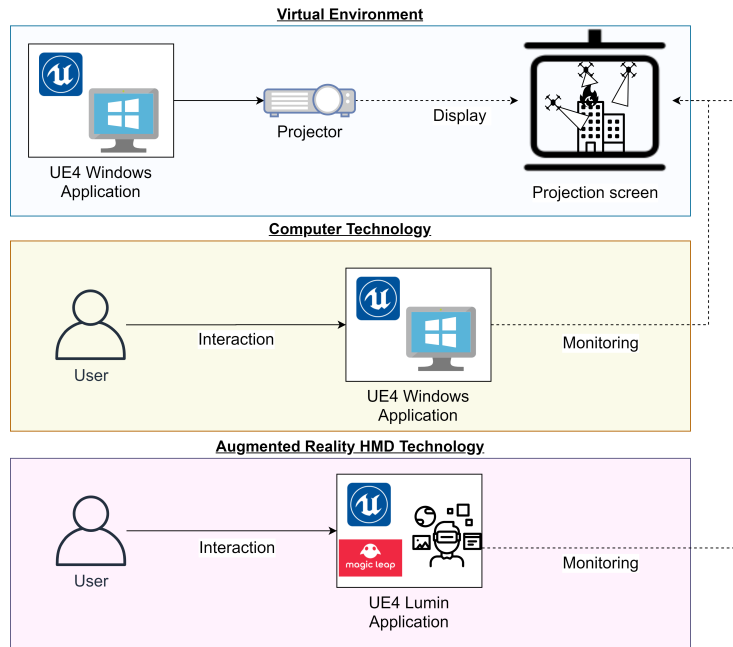 Virtual Environment
UE4 Windows
Application
Projector
Display
Projection screen
Computer Technology
User
Interaction
UE4 Windows
Application
Monitoring
Augmented Reality HMD Technology
User
Interaction
magic leap
UE4 Lumin
Application
Monitoring